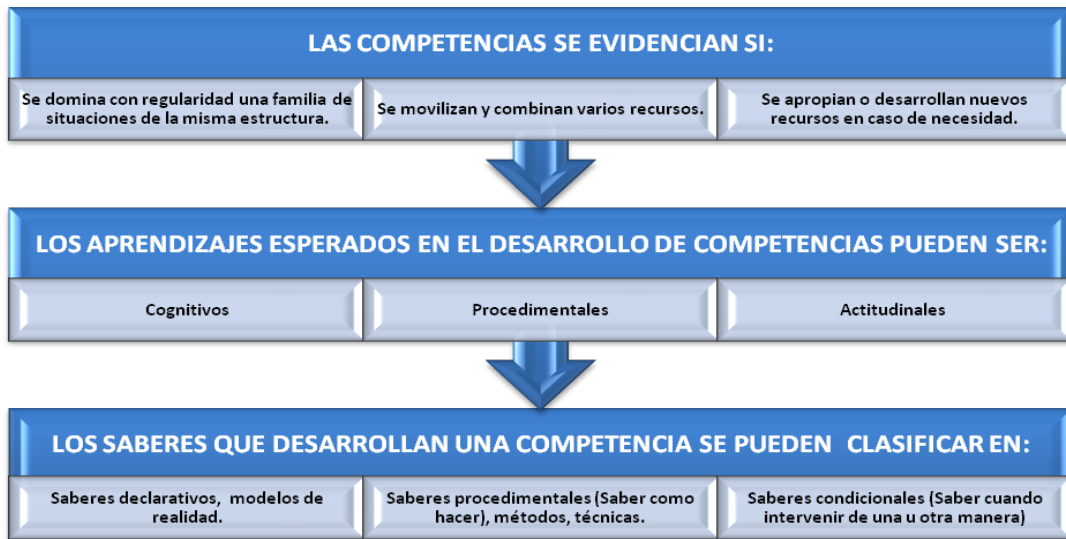 LAS COMPETENCIAS SE EVIDENCIAN SI:
Se domina con regularidad una familia de
situaciones de la misma estructura.
Se movilizan y combinan varios recursos.
Se apropian o desarrollan nuevos
recursos en caso de necesidad.
LOS APRENDIZAJES ESPERADOS EN EL DESARROLLO DE COMPETENCIAS PUEDEN SER:
Cognitivos
Procedimentales
Actitudinales
LOS SABERES QUE DESARROLLAN UNA COMPETENCIA SE PUEDEN  CLASIFICAR EN:
Saberes declarativos,  modelos de
realidad.
Saberes procedimentales (Saber como
hacer), métodos, técnicas.
Saberes condicionales (Saber cuando
intervenir de una u otra manera)